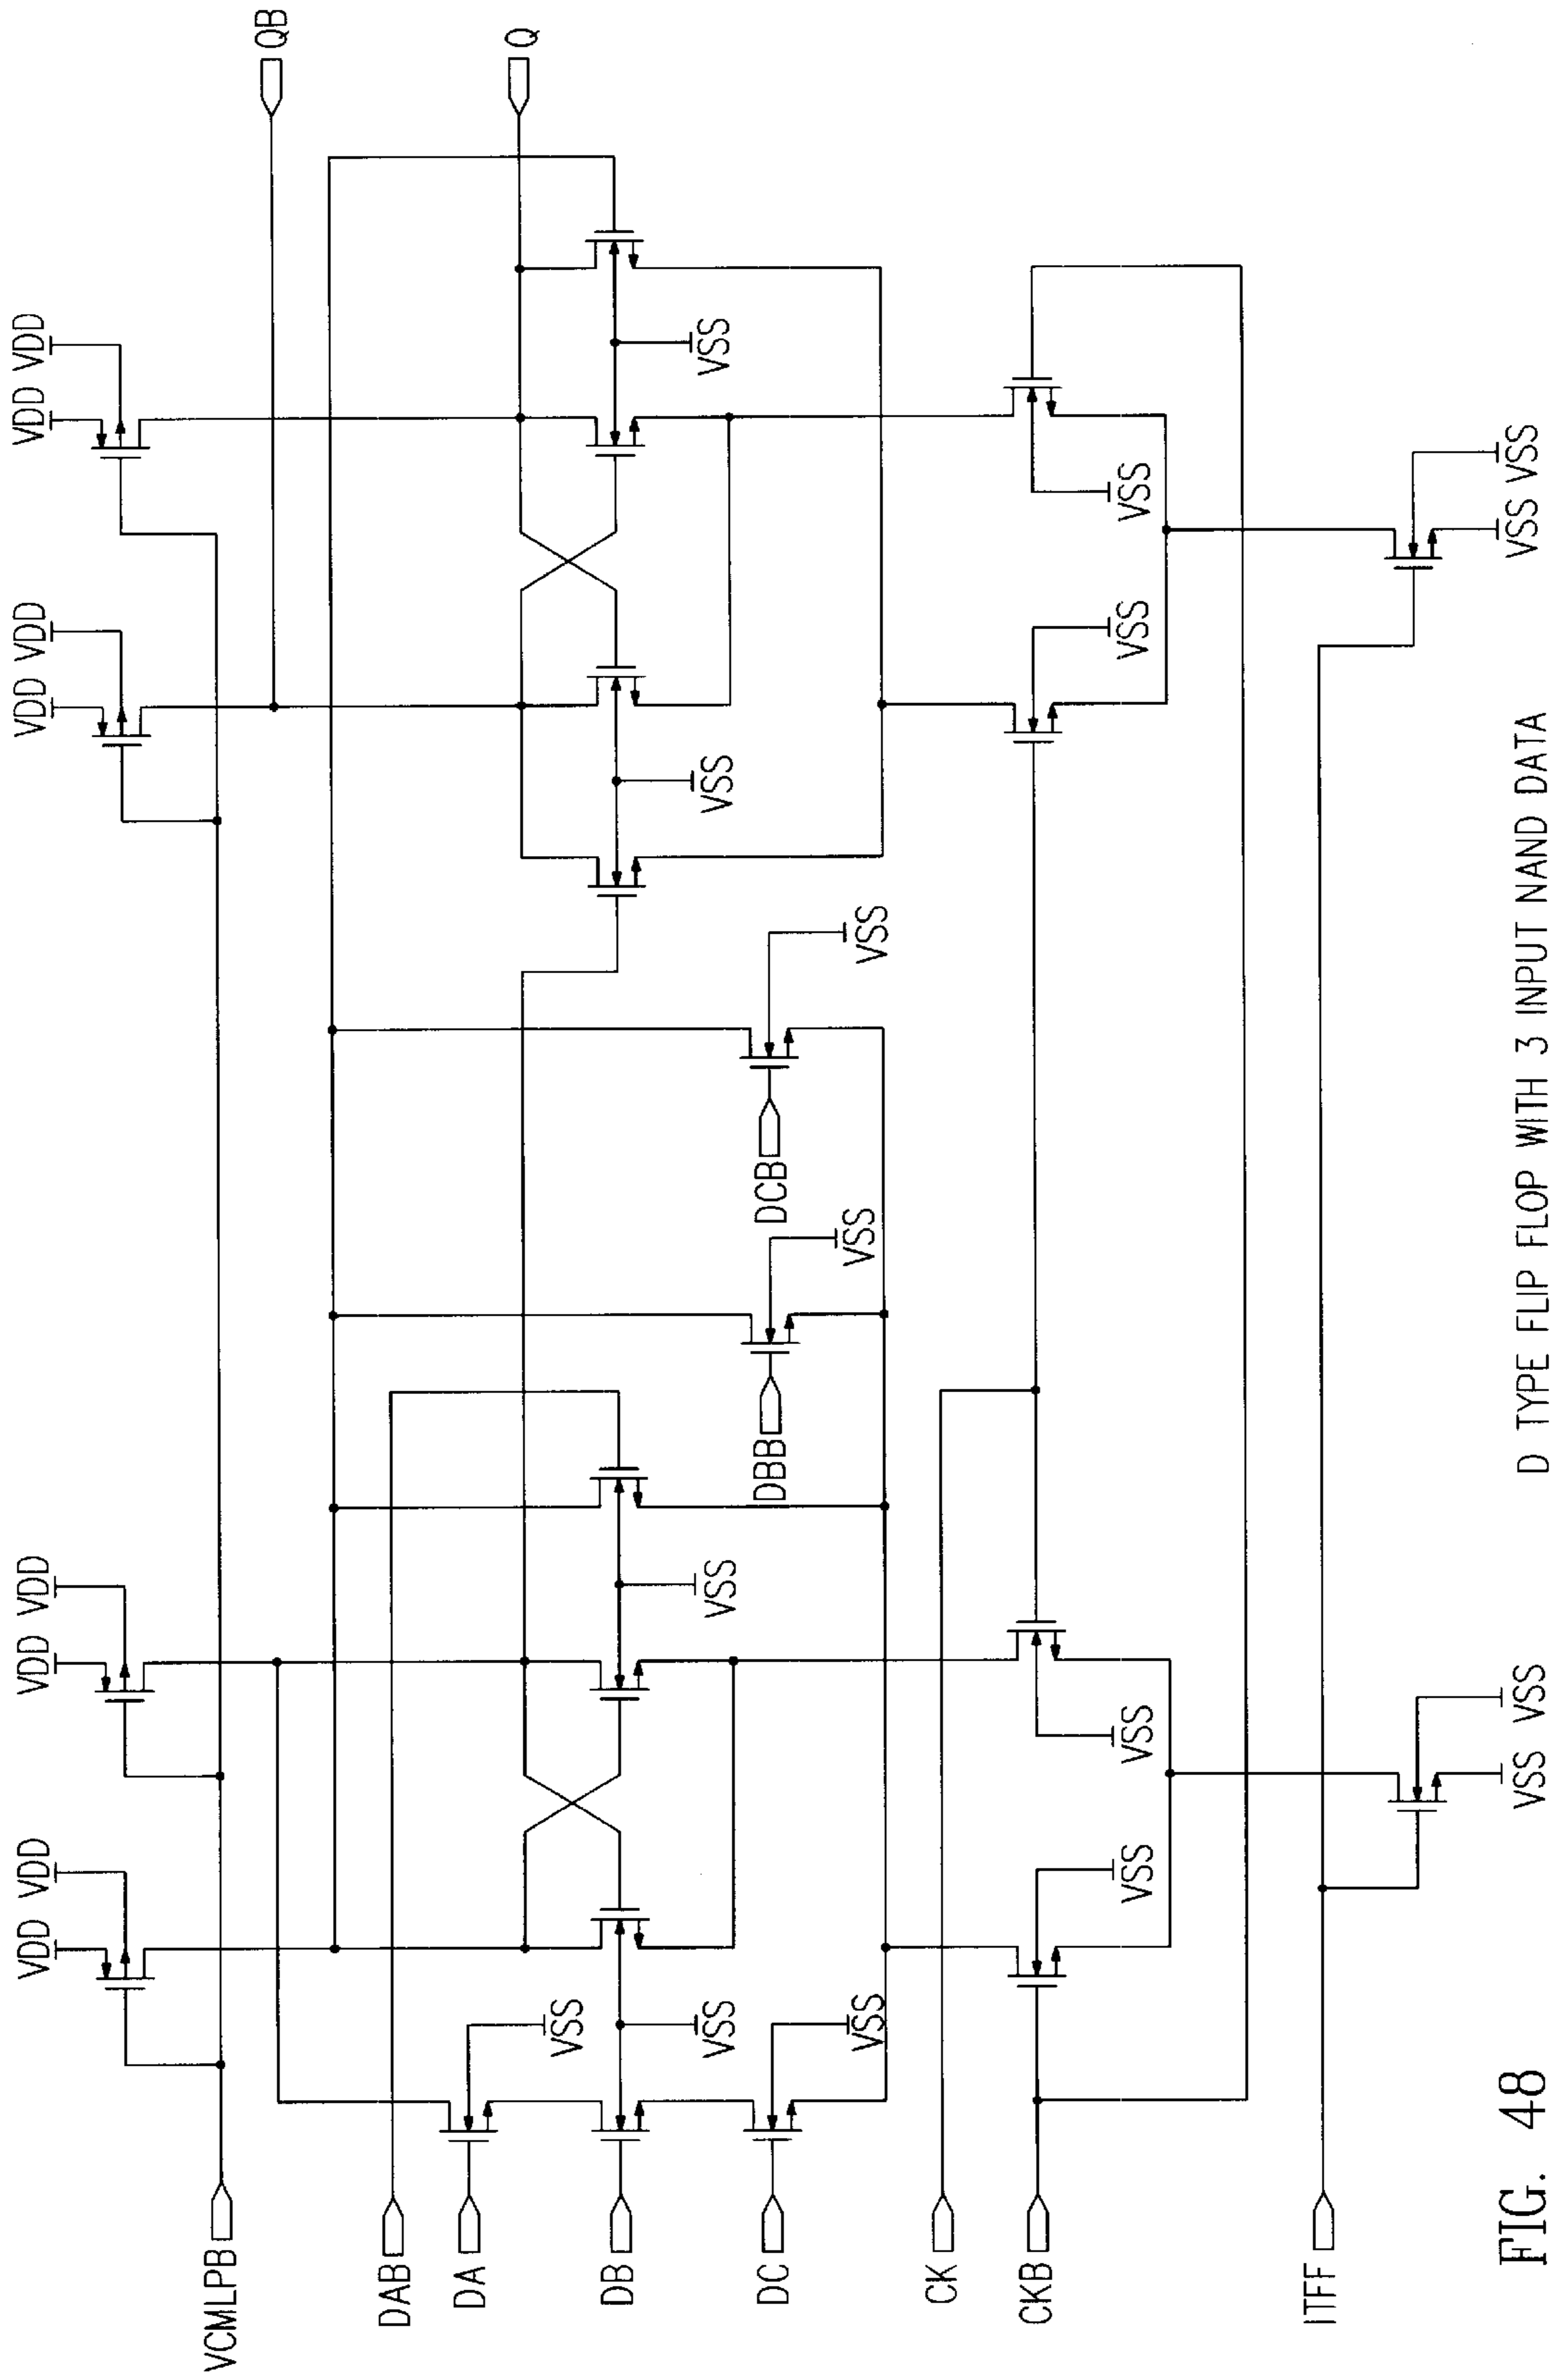 VDD VDD
VDD VDD
VDD VDD
VDD VDD
QB
Q
VCMLPB
DAB
DA
DB
DC
CK
CKB
ITFF
DBB
DCB
VSS
VSS
VSS
VSS
VSS
VSS
VSS
VSS
VSS
VSS
VSS
VSS
VSS VSS
VSS VSS
D TYPE FLIP FLOP WITH 3 INPUT NAND DATA
FIG. 48